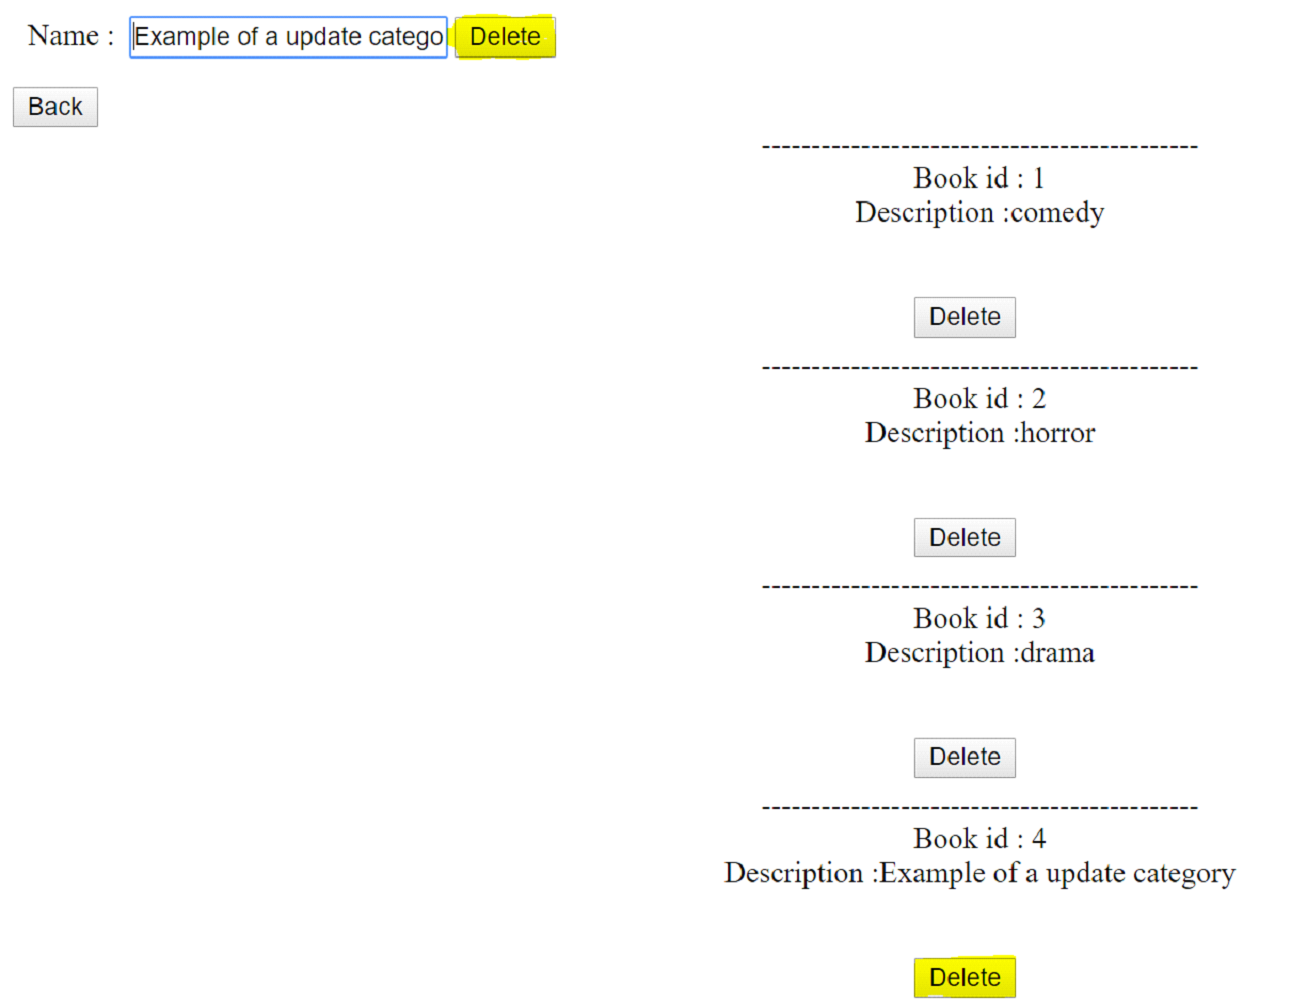 Name : Example of a update catego Delete
Back
-------------------------------------------
Book id : 1
Description :comedy
Delete
-------------------------------------------
Book id : 2
Description :horror
Delete
-------------------------------------------
Book id : 3
Description :drama
Delete
-------------------------------------------
Book id : 4
Description :Example of a update category
Delete